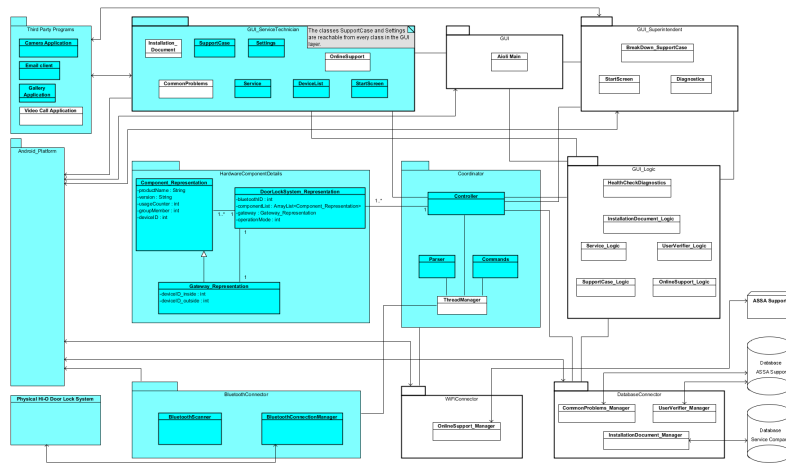 Third Party Programs
Camera Application
Email client
Gallery
Application
Video Call Application
GUI_ServiceTechnician
The classes SupportCase and Settings
are reachable from every class in the GUI
layer.
Installation_
Document
SupportCase
Settings
OnlineSupport
CommonProblems
Service
DeviceList
StartScreen
GUI
Aioli Main
GUI_Superintendent
BreakDown_SupportCase
StartScreen
Diagnostics
Android_Platform
HardwareComponentDetails
Component_Representation
-productName : String
-version : String
-usageCounter : int
-groupMember : int
-deviceID : int
DoorLockSystem_Representation
-bluetoothID : int
-componentList : ArrayList<Component_Representation>
-gateway : Gateway_Representation
-operationMode : int
1..*
1
1
1
Gateway_Representation
-deviceID_inside : int
-deviceID_outside : int
1..*
1
Coordinator
Controller
Parser
Commands
ThreadManager
GUI_Logic
HealthCheckDiagnostics
InstallationDocument_Logic
Service_Logic
UserVerifier_Logic
SupportCase_Logic
OnlineSupport_Logic
ASSA Support
Database
ASSA Support
Physical HI-O Door Lock System
BluetoothConnector
BluetoothScanner
BluetoothConnectionManager
WIFIConnector
OnlineSupport_Manager
DatabaseConnector
CommonProblems_Manager
UserVerifier_Manager
InstallationDocument_Manager
Database
Service Compa